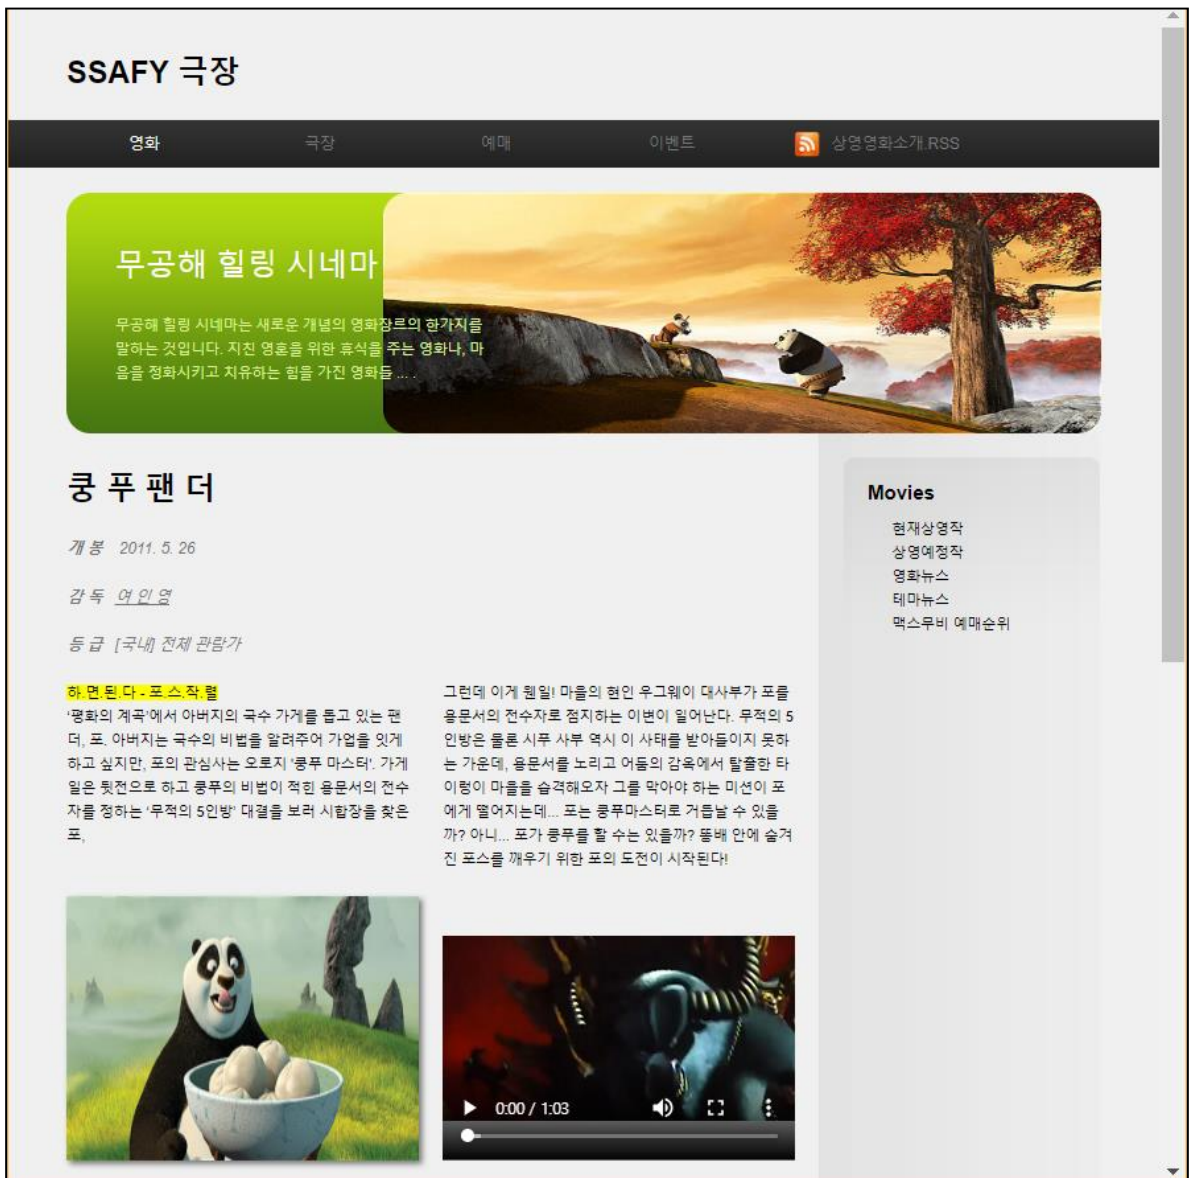 SSAFY 극장
영화 극장 예매 이벤트 상영영화소개.RSS
무공해 힐링 시네마
무공해 힐링 시네마는 새로운 개념의 영화장르의 한가지를
말하는 것입니다. 지친 영혼을 위한 휴식을 주는 영화나, 마
음을 정화시키고 치유하는 힘을 가진 영화들 ... .
쿵 푸 팬 더
개 봉 2011. 5. 26
감 독 여 인 영
등 급 [국내] 전체 관람가
하.면.된.다 - 포.스.작.렬
‘평화의 계곡’에서 아버지의 국수 가게를 돕고 있는 팬
더, 포. 아버지는 국수의 비법을 알려주어 가업을 잇게
하고 싶지만, 포의 관심사는 오로지 '쿵푸 마스터'. 가게
일은 뒷전으로 하고 쿵푸의 비법이 적힌 용문서의 전수
자를 정하는 ‘무적의 5인방’ 대결을 보러 시합장을 찾은
포,
그런데 이게 웬일! 마을의 현인 우그웨이 대사부가 포를
용문서의 전수자로 점지하는 이변이 일어난다. 무적의 5
인방은 물론 시푸 사부 역시 이 사태를 받아들이지 못하
는 가운데, 용문서를 노리고 어둠의 감옥에서 탈출한 타
이렁이 마을을 습격해오자 그를 막아야 하는 미션이 포
에게 떨어지는데... 포는 쿵푸마스터로 거듭날 수 있을
까? 아니... 포가 쿵푸를 할 수는 있을까? 똥배 안에 숨겨
진 포스를 깨우기 위한 포의 도전이 시작된다!
0:00 / 1:03
Movies
현재상영작
상영예정작
영화뉴스
테마뉴스
맥스무비 예매순위